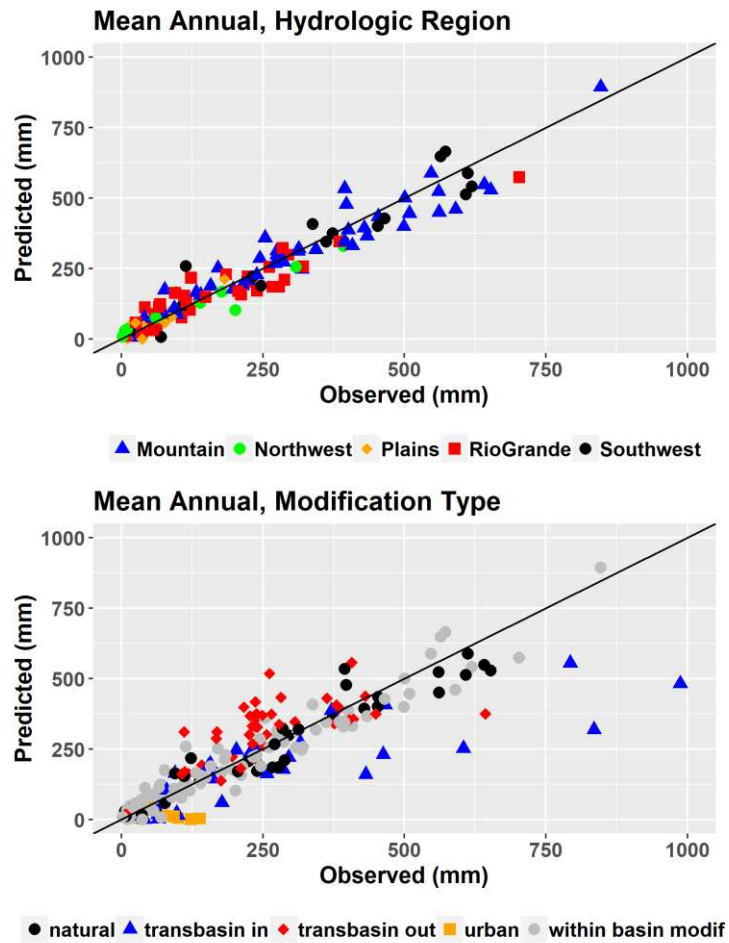 Mean Annual, Hydrologic Region
1000
750
500
250
0
Predicted (mm)
0 250 500 750 1000
Observed (mm)
Mountain Northwest Plains RioGrande Southwest
Mean Annual, Modification Type
1000
750
500
250
0
Predicted (mm)
0 250 500 750 1000
Observed (mm)
natural transbasin in transbasin out urban within basin modif